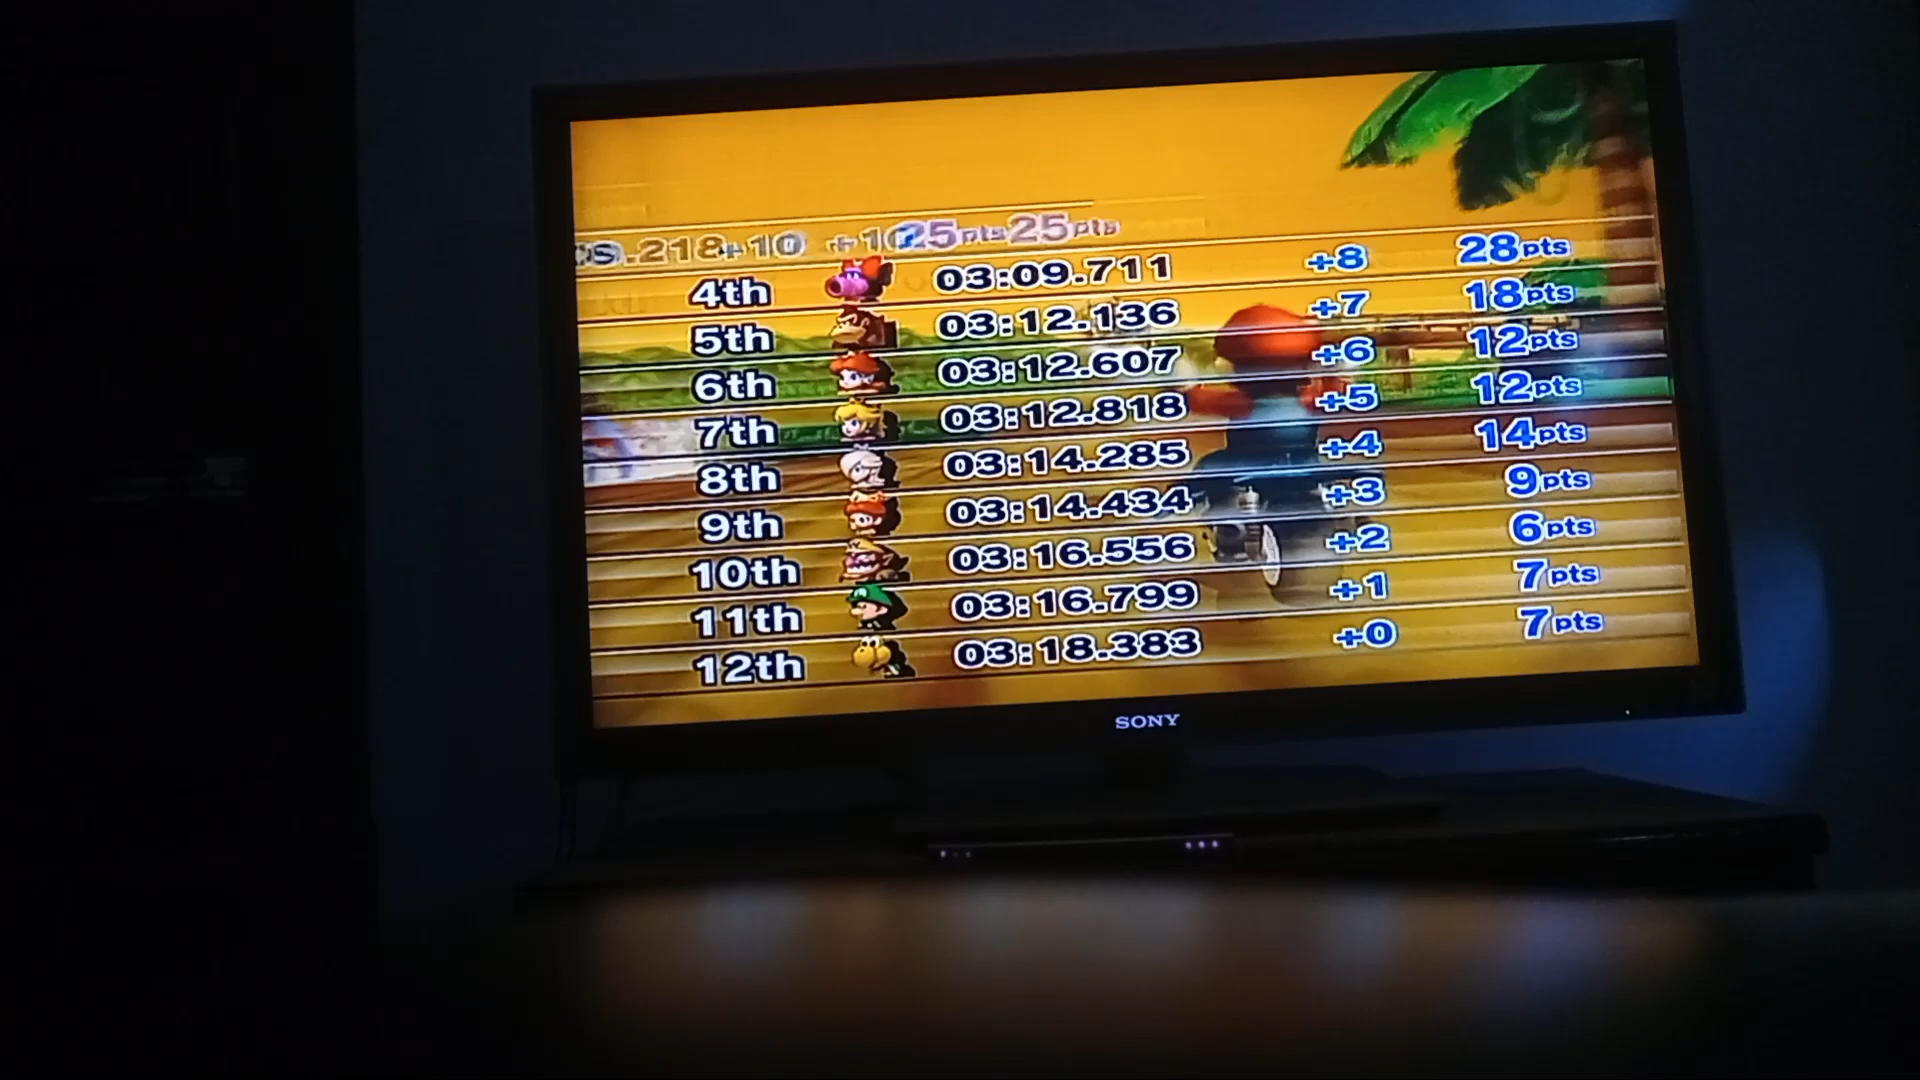 .218+10 +10 25pts 25pts
4th 03:09.711 +8 28pts
5th 03:12.136 +7 18pts
6th 03:12.607 +6 12pts
7th 03:12.818 +5 12pts
8th 03:14.285 +4 14pts
9th 03:14.434 +3 9pts
10th 03:16.556 +2 6pts
11th 03:16.799 +1 7pts
12th 03:18.383 +0 7pts
SONY